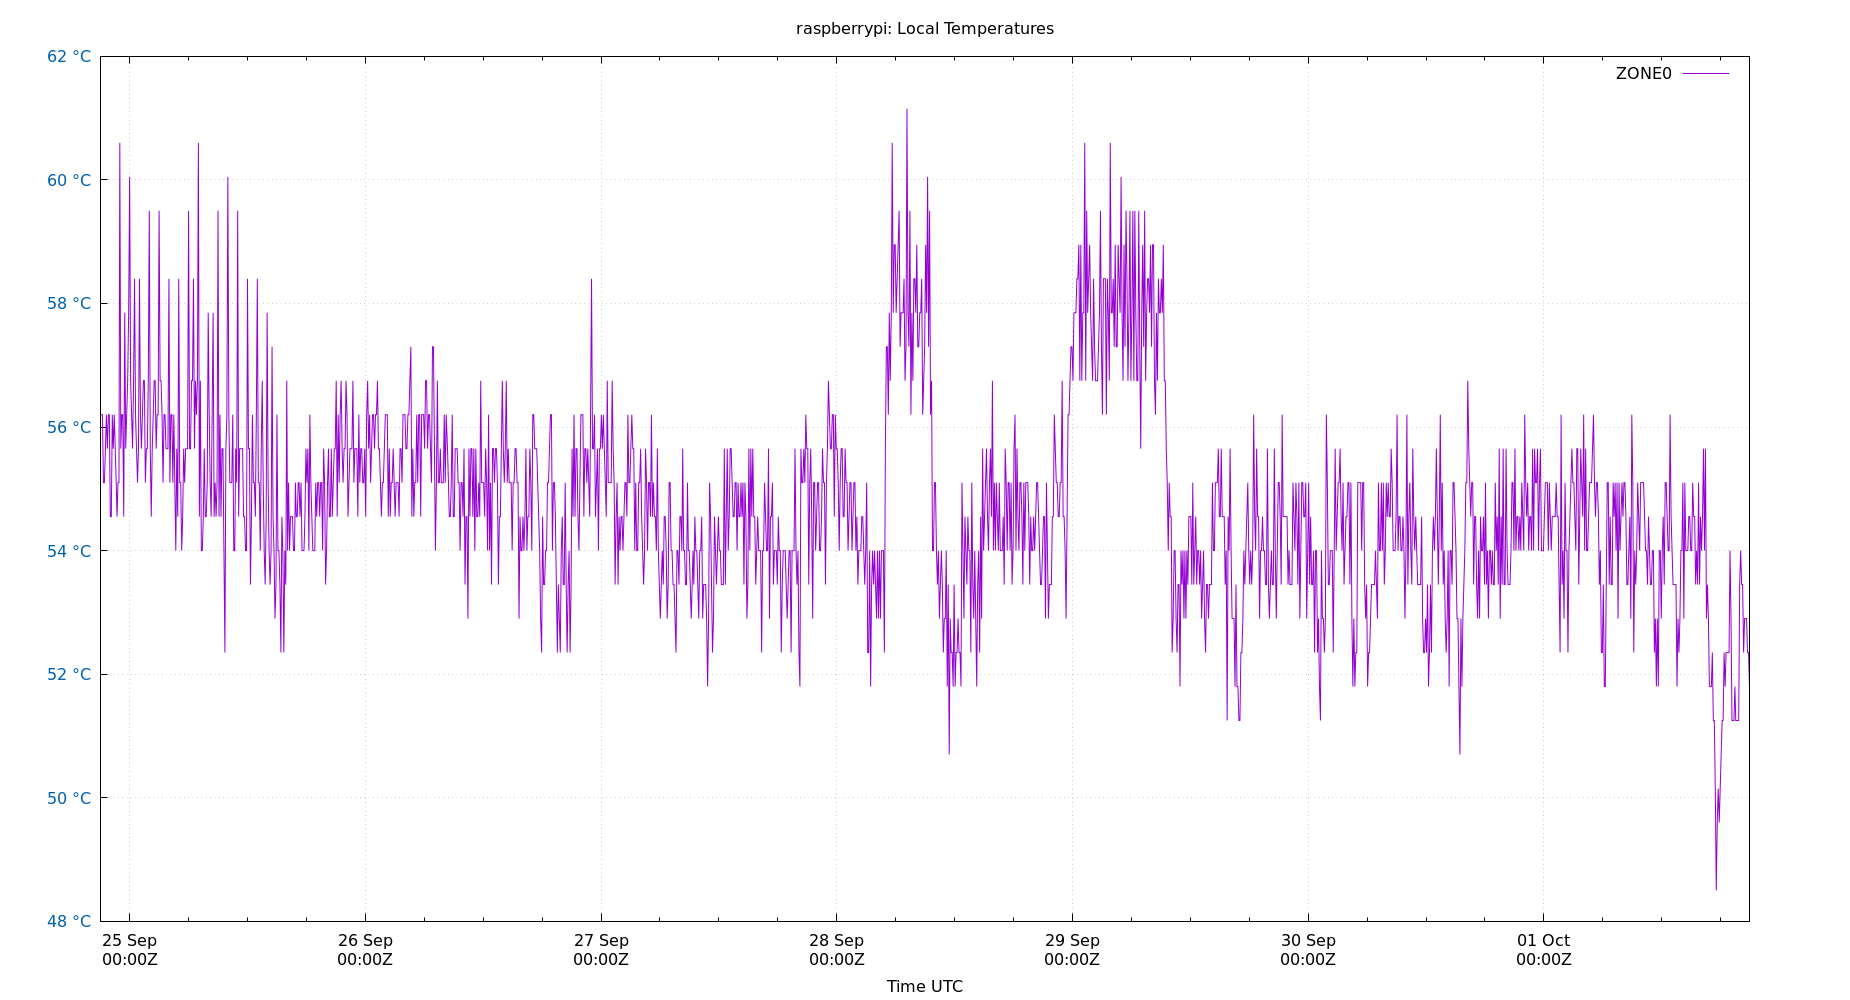 raspberrypi: Local Temperatures
62 °C
ZONE0
60 °C
58 °C
56 °C
54 °C
52 °C
50 °C
48 °C
25 Sep 26 Sep 27 Sep 28 Sep 29 Sep 30 Sep 01 Oct
00:00Z 00:00Z 00:00Z 00:00Z 00:00Z 00:00Z 00:00Z
Time UTC